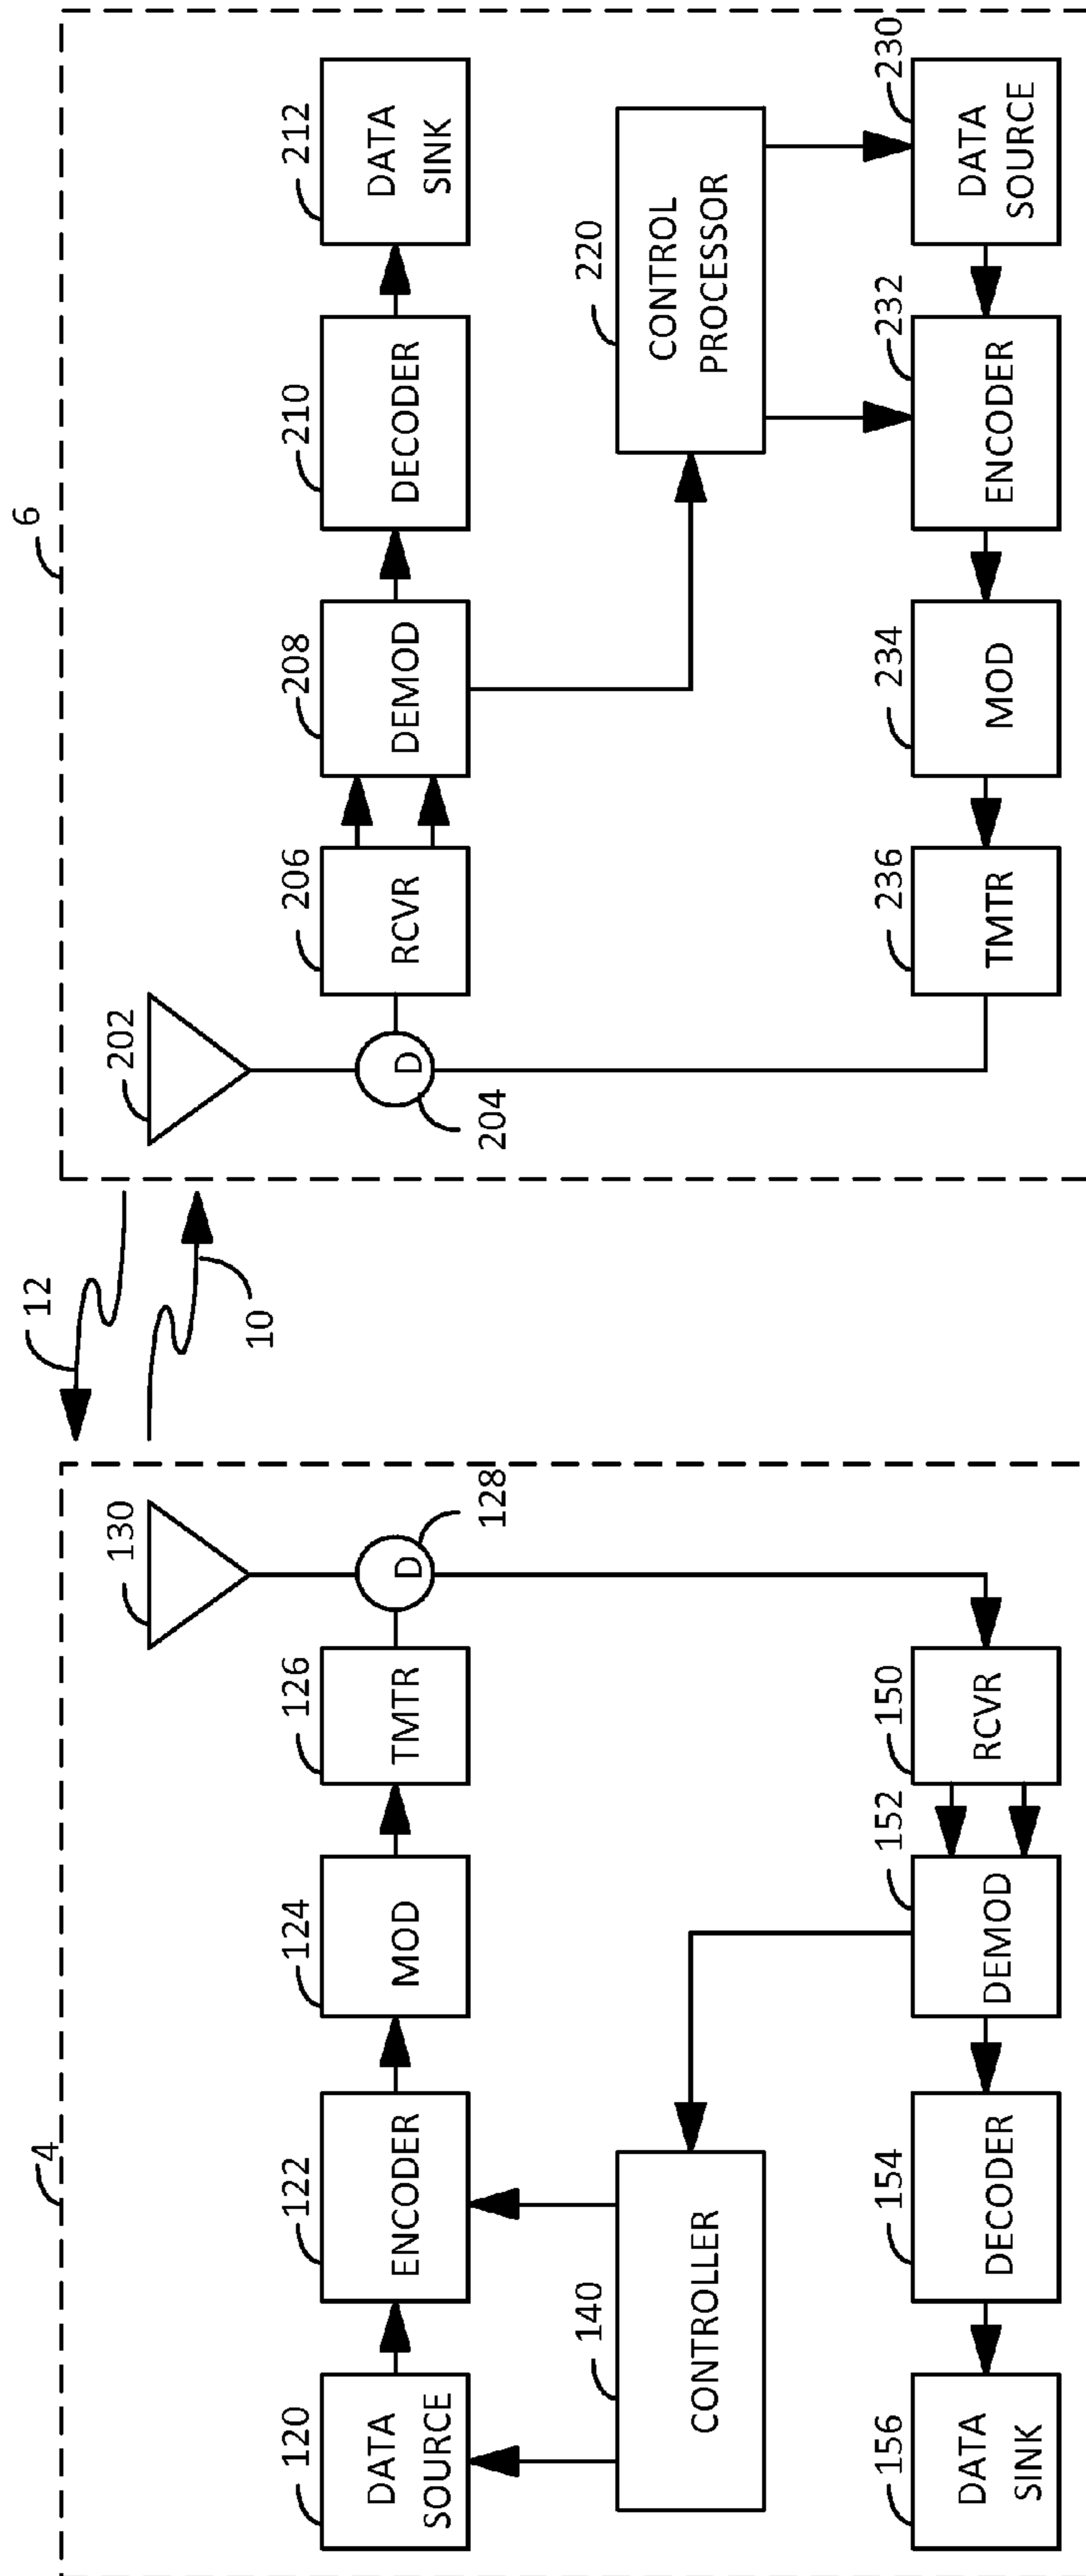 4
120
DATA
SOURCE
122
ENCODER
124
MOD
126
TMTR
130
D
128
140
CONTROLLER
156
DATA
SINK
154
DECODER
152
DEMOD
150
RCVR
12
10
6
202
D
204
206
RCVR
208
DEMOD
210
DECODER
212
DATA
SINK
220
CONTROL
PROCESSOR
236
TMTR
234
MOD
232
ENCODER
230
DATA
SOURCE